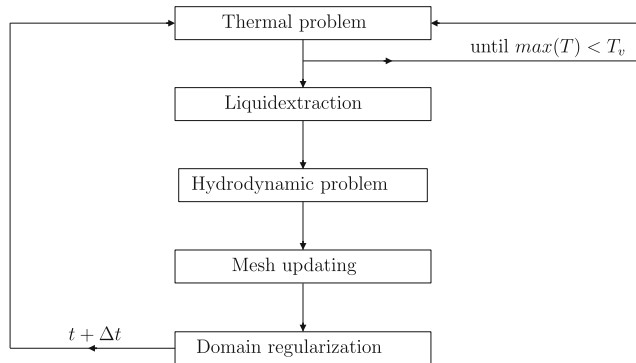 Thermal problem
until max(T) < T_v
Liquidextraction
Hydrodynamic problem
Mesh updating
t + Δt
Domain regularization